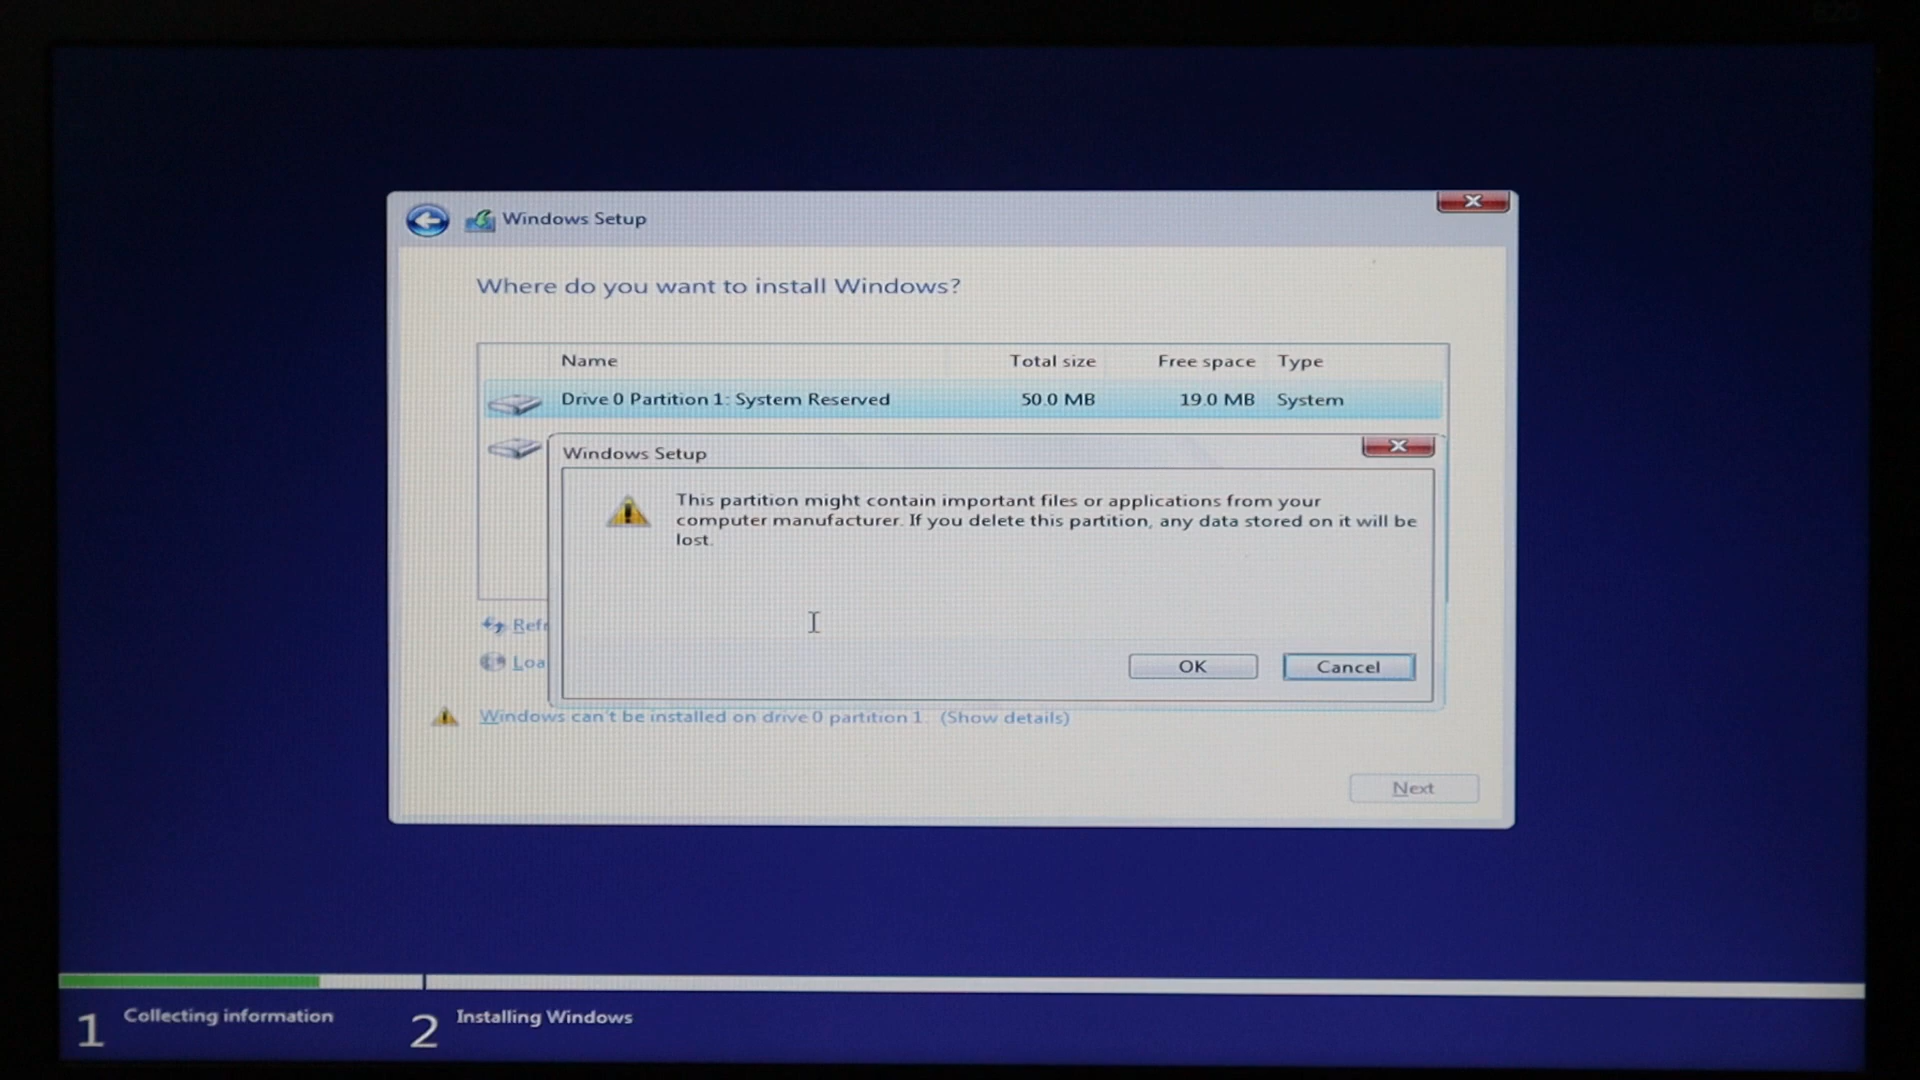 Windows Setup
Where do you want to install Windows?
Name Total size Free space Type
Drive 0 Partition 1: System Reserved 50.0 MB 19.0 MB System
Windows Setup
This partition might contain important files or applications from your
computer manufacturer. If you delete this partition, any data stored on it will be
lost.
Refr
Loa
OK Cancel
Windows can't be installed on drive 0 partition 1. (Show details)
Next
1 Collecting information 2 Installing Windows